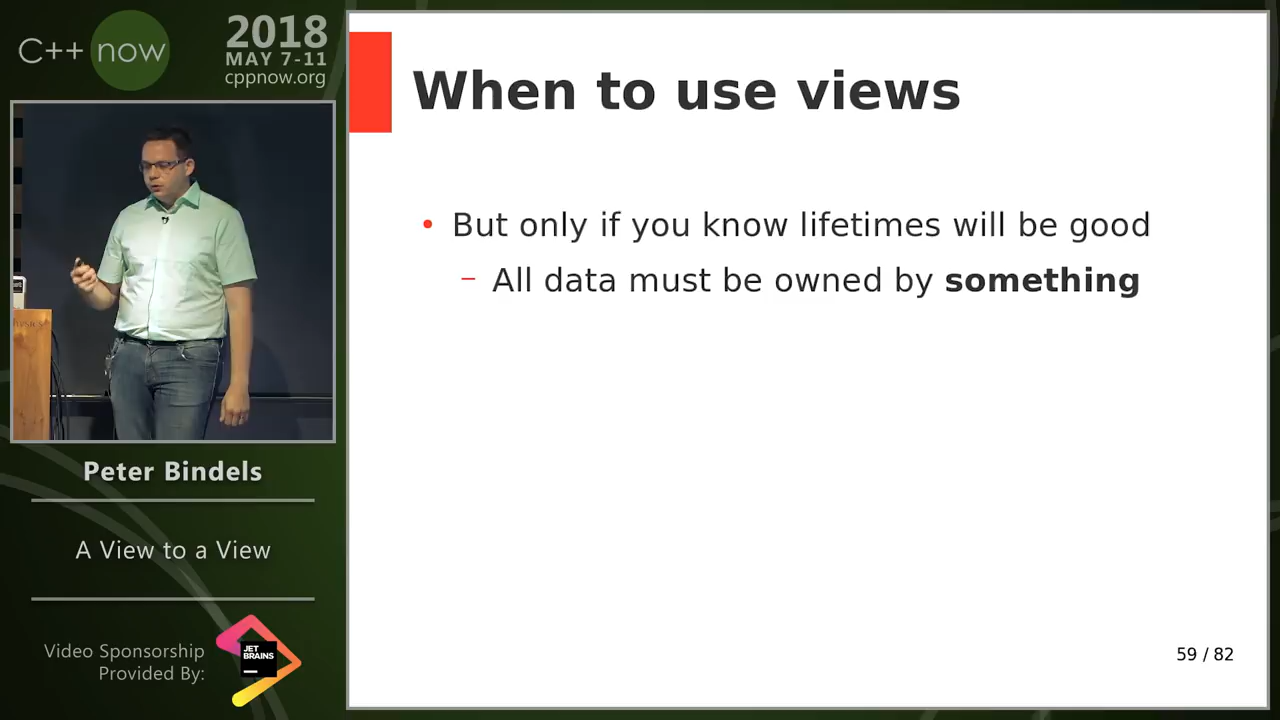 C++ now
2018
MAY 7-11
cppnow.org
Peter Bindels
A View to a View
Video Sponsorship
Provided By:
JET
BRAINS
When to use views
• But only if you know lifetimes will be good
– All data must be owned by something
59 / 82